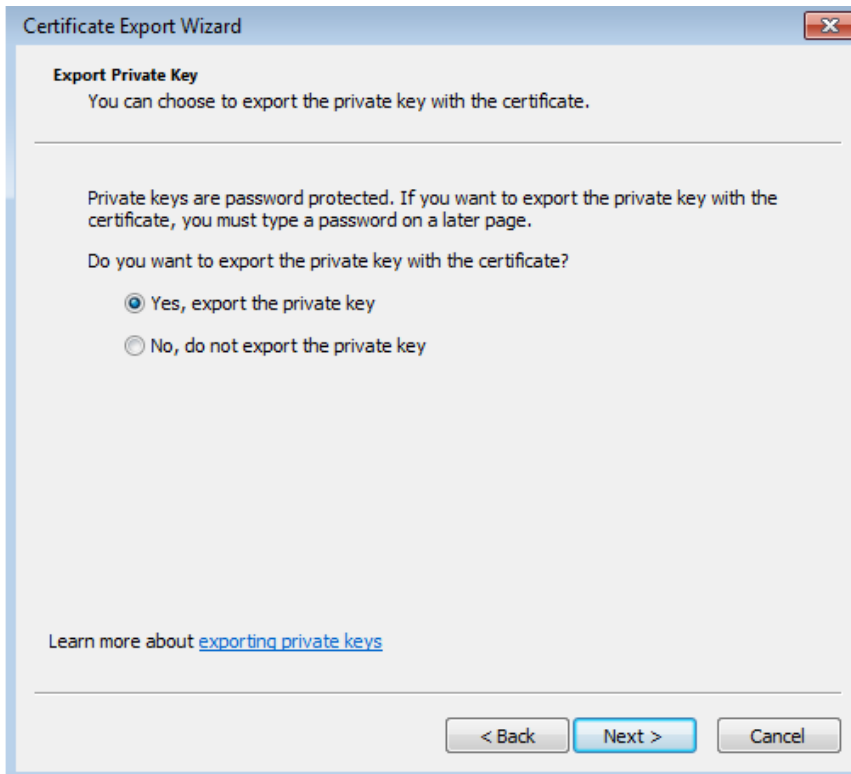 Certificate Export Wizard
Export Private Key
You can choose to export the private key with the certificate.
Private keys are password protected. If you want to export the private key with the
certificate, you must type a password on a later page.
Do you want to export the private key with the certificate?
Yes, export the private key
No, do not export the private key
Learn more about exporting private keys
< Back Next > Cancel